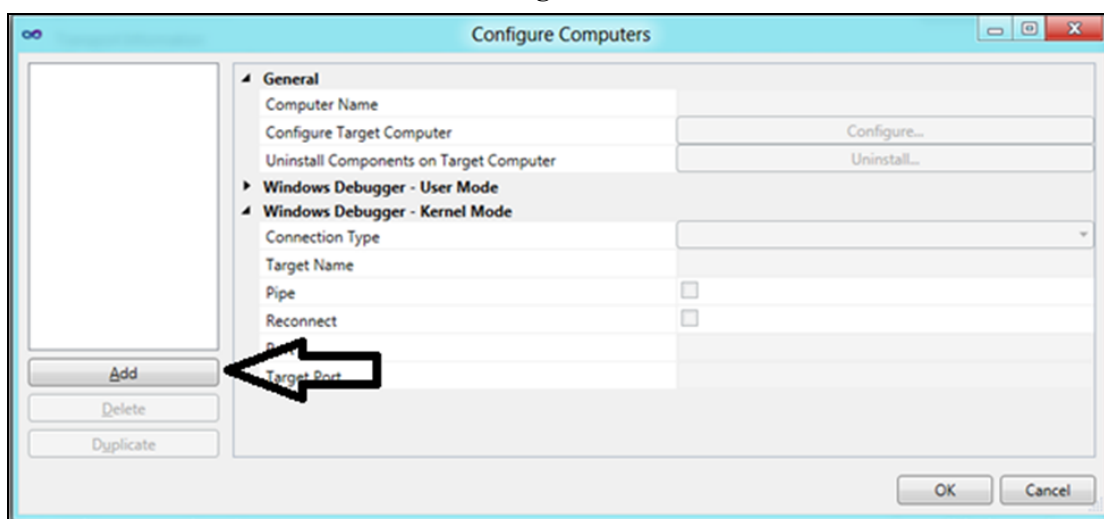 Configure Computers
General
Computer Name
Configure Target Computer Configure...
Uninstall Components on Target Computer Uninstall...
Windows Debugger - User Mode
Windows Debugger - Kernel Mode
Connection Type
Target Name
Pipe
Reconnect
Add
Target Port
Delete
Duplicate
OK Cancel